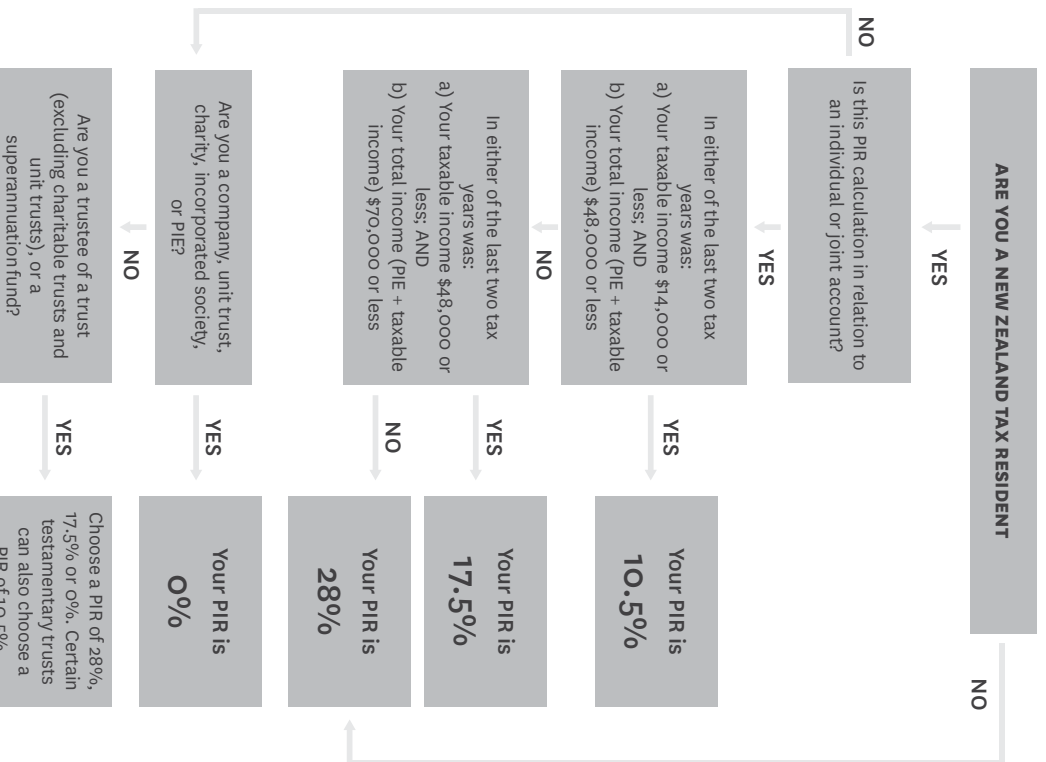 ARE YOU A NEW ZEALAND TAX RESIDENT
NO
YES
Is this PIR calculation in relation to
an individual or joint account?
NO
YES
In either of the last two tax
years was:
a) Your taxable income $14,000 or
less; AND
b) Your total income (PIE + taxable
income) $48,000 or less
YES
Your PIR is
10.5%
NO
In either of the last two tax
years was:
a) Your taxable income $48,000 or
less; AND
b) Your total income (PIE + taxable
income) $70,000 or less
YES
Your PIR is
17.5%
NO
Your PIR is
28%
Are you a company, unit trust,
charity, incorporated society,
or PIE?
YES
Your PIR is
0%
NO
Are you a trustee of a trust
(excluding charitable trusts and
unit trusts), or a
superannuation fund?
YES
Choose a PIR of 28%,
17.5% or 0%. Certain
testamentary trusts
can also choose a
PIR of 10.5%